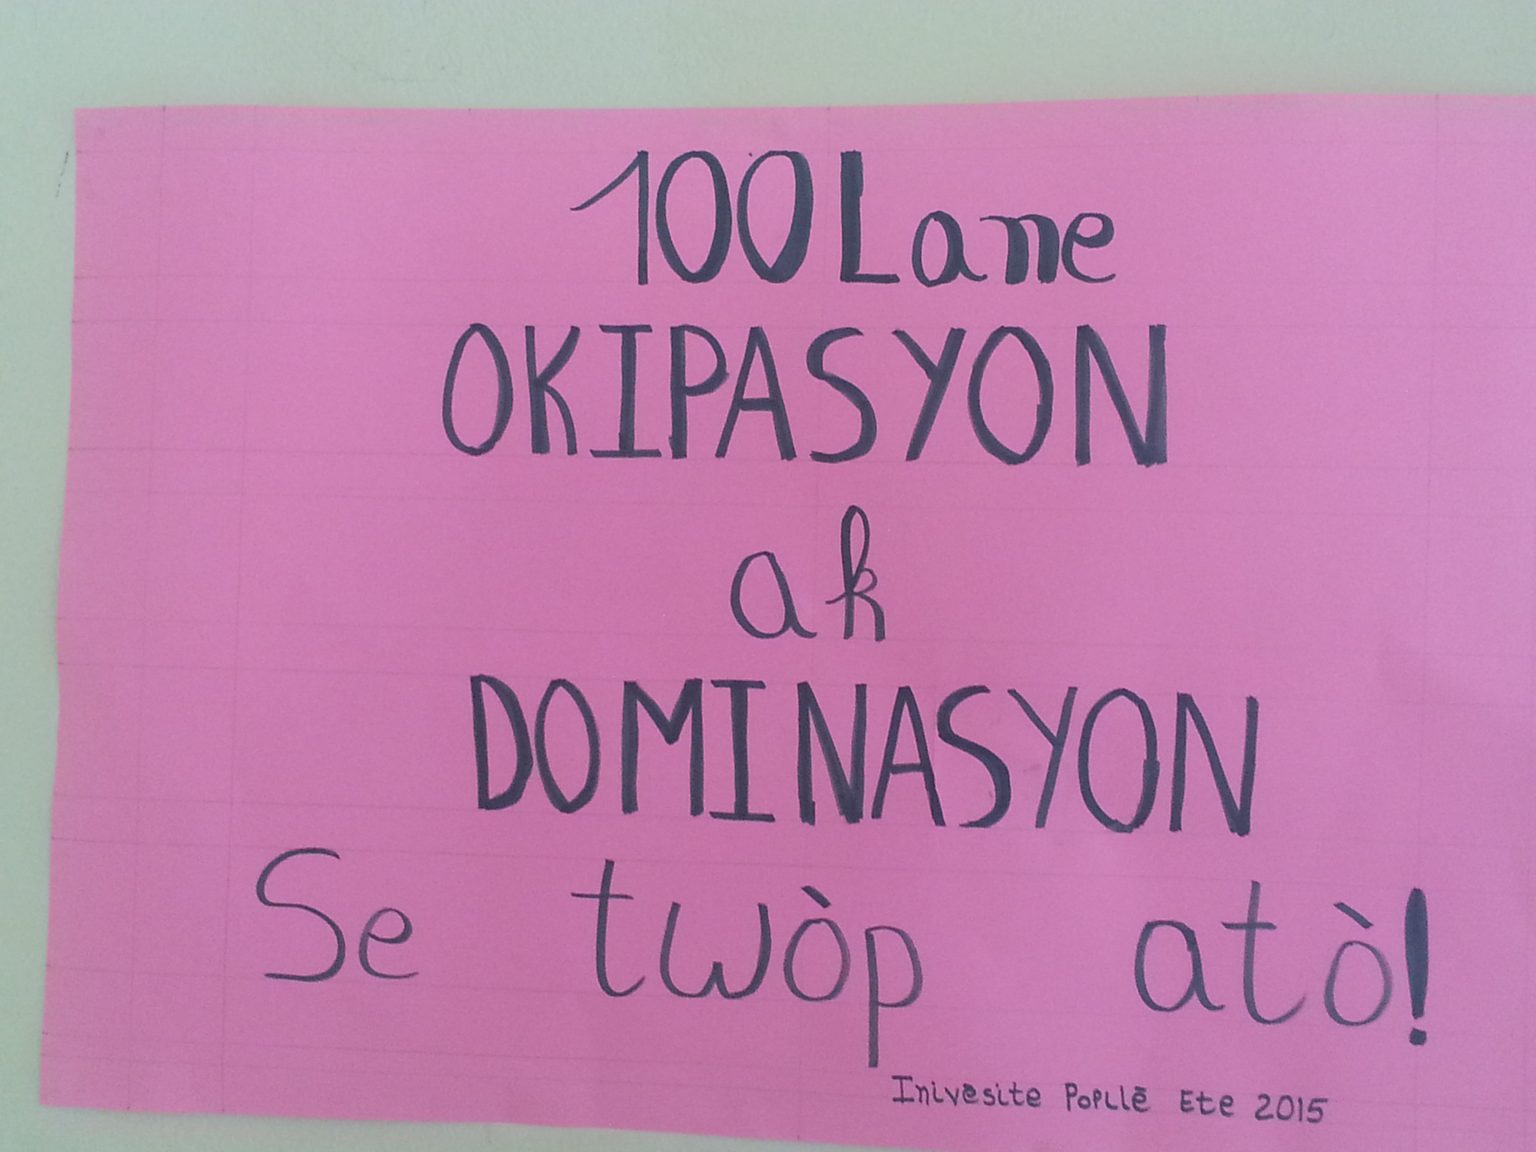 100 Lane
OKIPASYON
ak
DOMINASYON
Se twòp atò!
Inivèsite Popilè Ete 2015